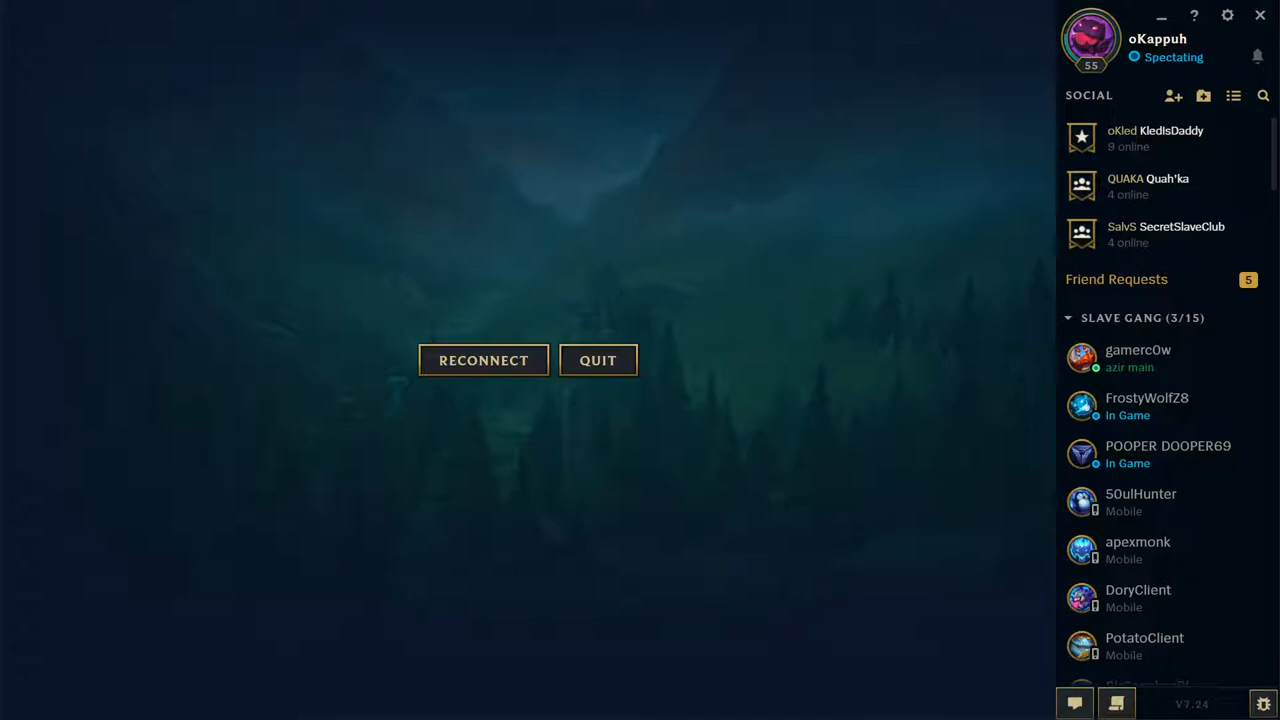 oKappuh
55
Spectating
SOCIAL
oKled KledIsDaddy
9 online
QUAKA Quah'ka
4 online
SalvS SecretSlaveClub
4 online
Friend Requests 5
SLAVE GANG (3/15)
gamerc0w
azir main
FrostyWolfZ8
In Game
POOPER DOOPER69
In Game
50ulHunter
Mobile
apexmonk
Mobile
DoryClient
Mobile
PotatoClient
Mobile
RECONNECT QUIT
V7.24